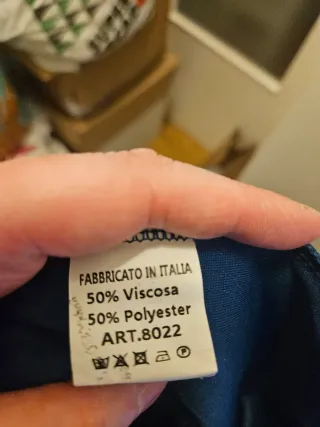 FABBRICATO IN ITALIA
50% Viscosa
50% Polyester
ART.8022